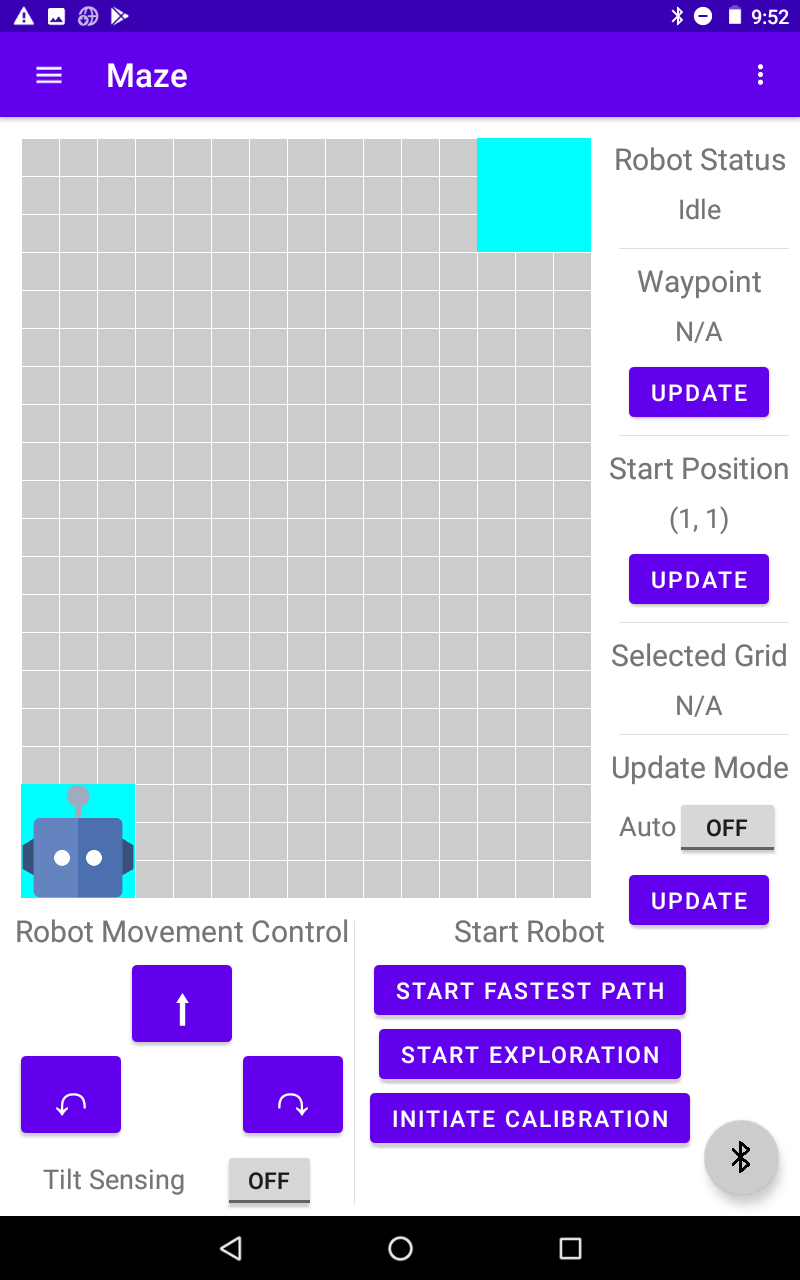 9:52
Maze
Robot Status
Idle
Waypoint
N/A
UPDATE
Start Position
(1, 1)
UPDATE
Selected Grid
N/A
Update Mode
Auto OFF
UPDATE
Robot Movement Control
Start Robot
START FASTEST PATH
START EXPLORATION
INITIATE CALIBRATION
Tilt Sensing OFF